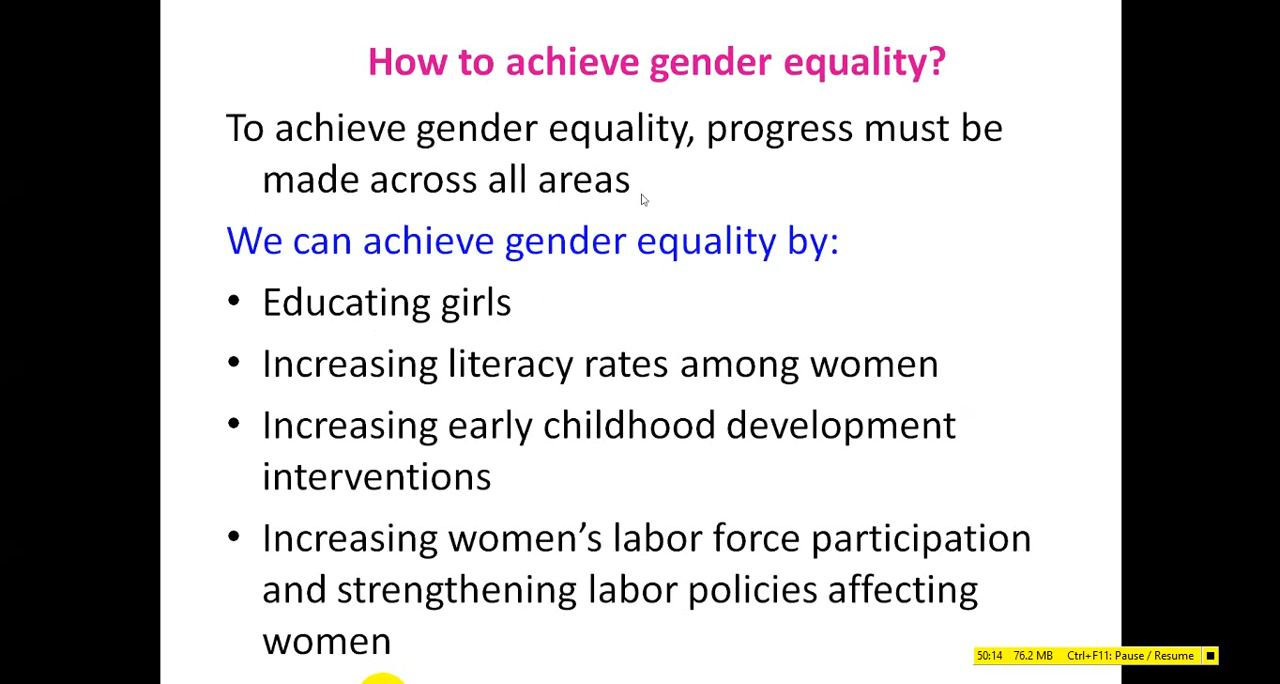 How to achieve gender equality?
To achieve gender equality, progress must be
made across all areas
We can achieve gender equality by:
• Educating girls
• Increasing literacy rates among women
• Increasing early childhood development
interventions
• Increasing women’s labor force participation
and strengthening labor policies affecting
women
50:14 76.2 MB Ctrl+F11: Pause / Resume